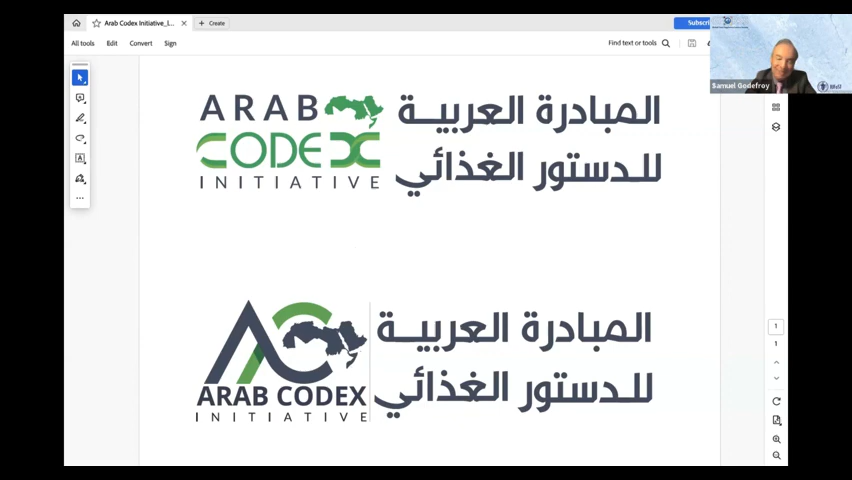 Arab Codex Initiative_l...
Create
Subscri
All tools
Edit
Convert
Sign
Find text or tools
Samuel Godefroy
ARAB
CODEX
INITIATIVE
المبادرة العربية
للدستور الغذائي
ARAB CODEX
INITIATIVE
المبادرة العربية
للدستور الغذائي
1
1